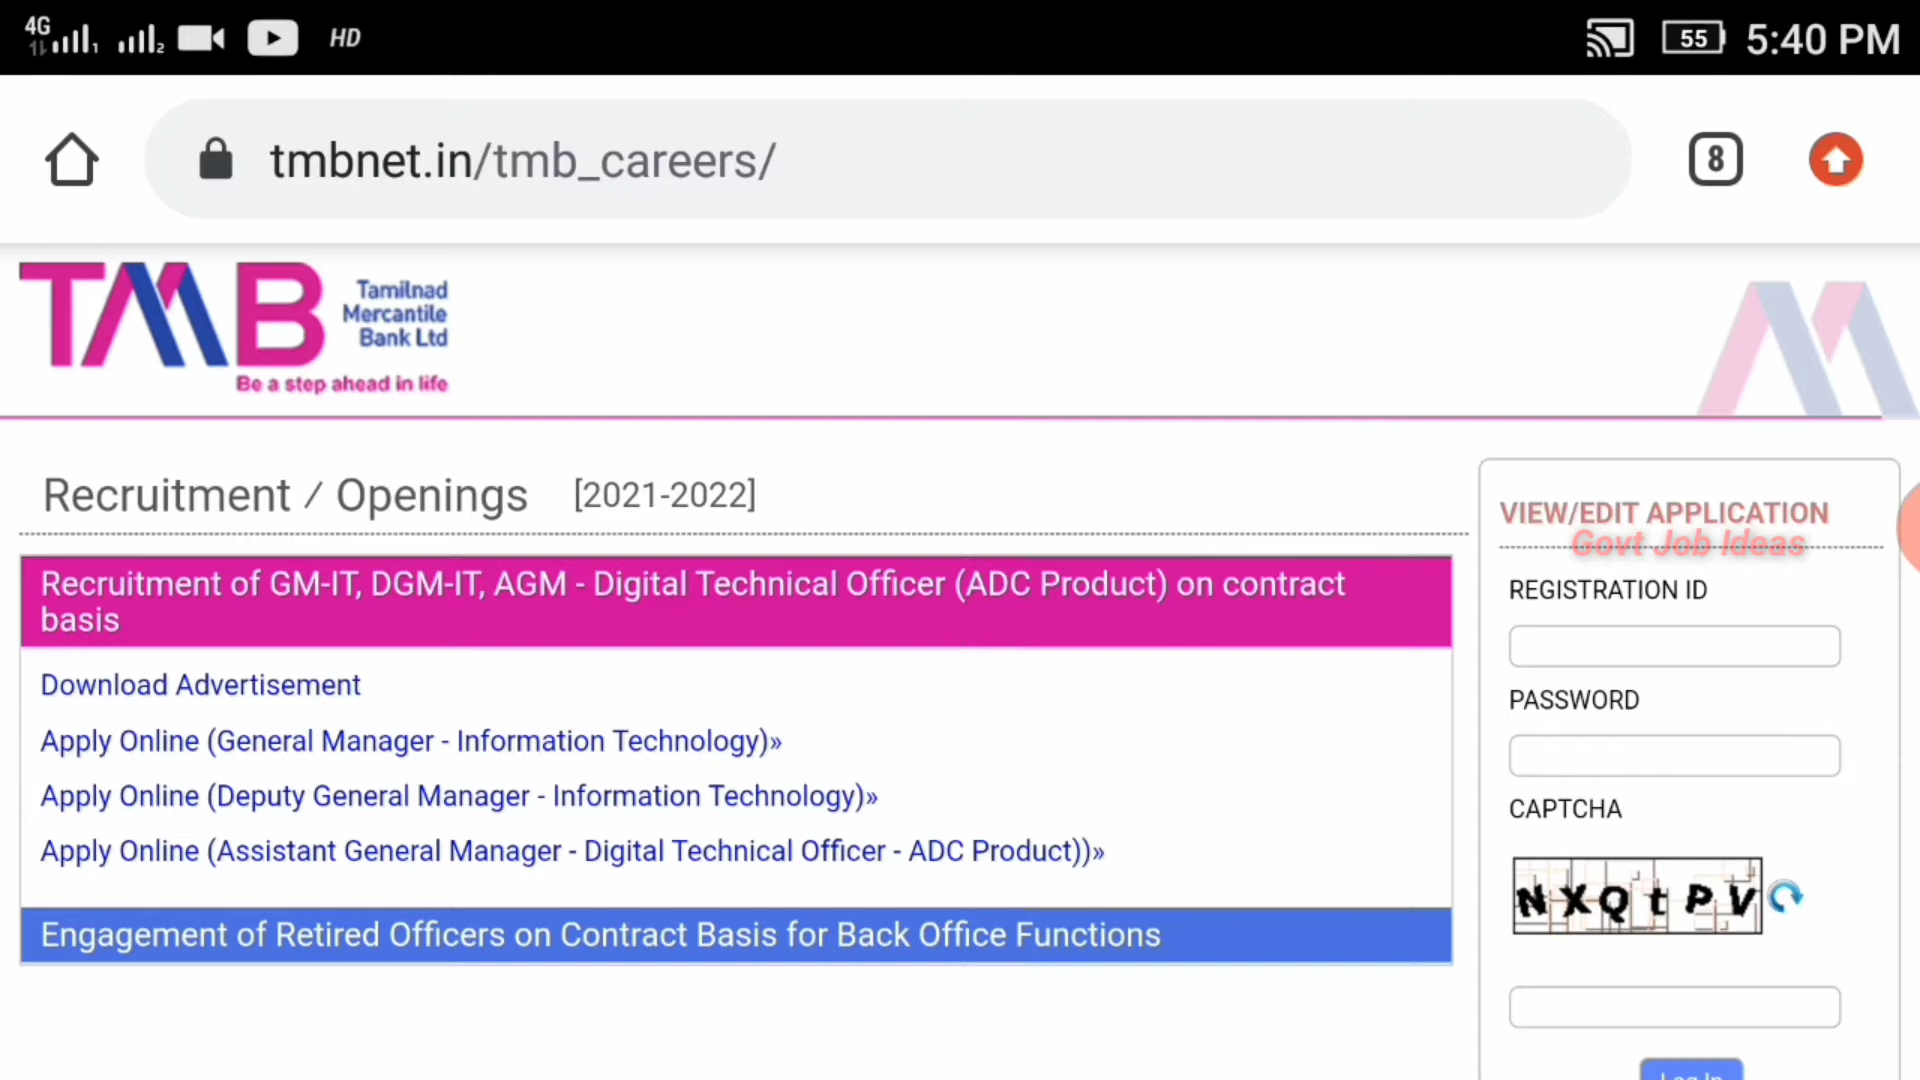 4G 1 2 HD 55 5:40 PM
tmbnet.in/tmb_careers/ 8
TMB Tamilnad
Mercantile
Bank Ltd
Be a step ahead in life
Recruitment / Openings [2021-2022]
Recruitment of GM-IT, DGM-IT, AGM - Digital Technical Officer (ADC Product) on contract
basis
Download Advertisement
Apply Online (General Manager - Information Technology)»
Apply Online (Deputy General Manager - Information Technology)»
Apply Online (Assistant General Manager - Digital Technical Officer - ADC Product))»
Engagement of Retired Officers on Contract Basis for Back Office Functions
VIEW/EDIT APPLICATION
Govt Job Ideas
REGISTRATION ID
PASSWORD
CAPTCHA
NXQtPV
Log In